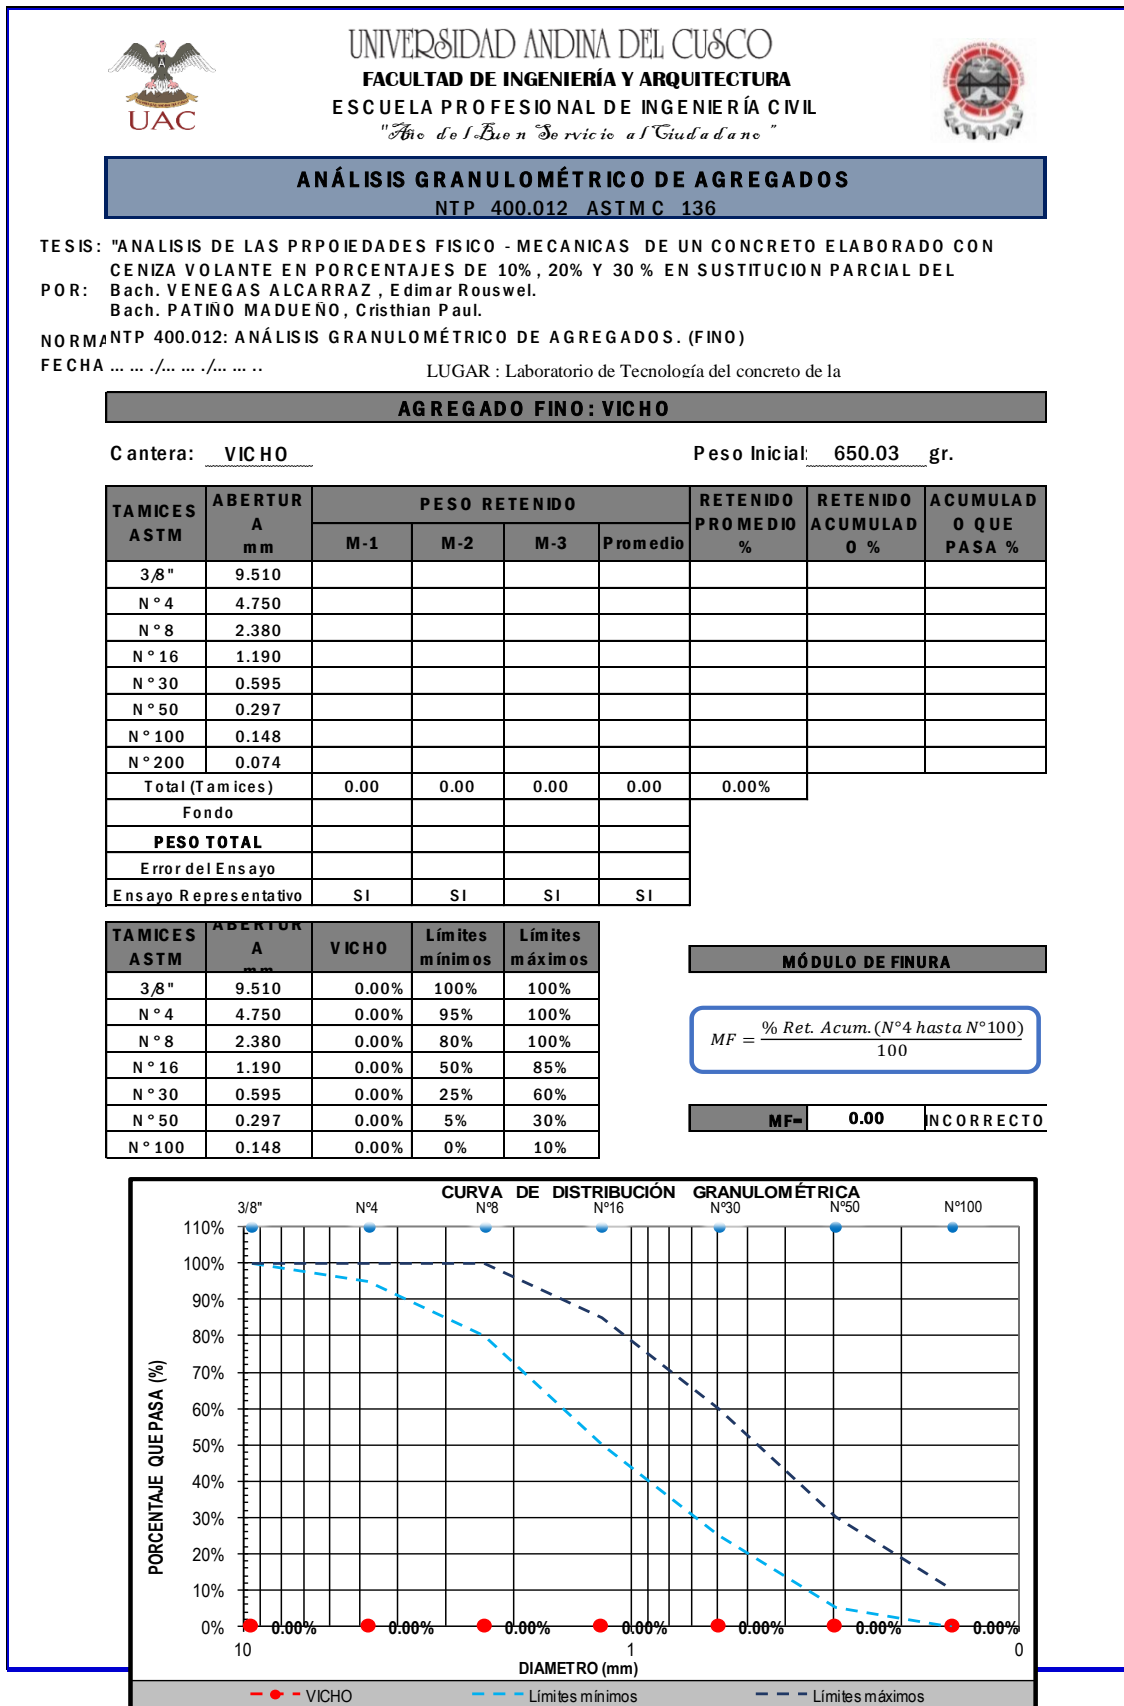 UNIVERSIDAD ANDINA DEL CUSCO
FACULTAD DE INGENIERÍA Y ARQUITECTURA
ESCUELA PROFESIONAL DE INGENIERÍA CIVIL
"Año del Buen Servicio al Ciudadano"
UAC
ANÁLISIS GRANULOMÉTRICO DE AGREGADOS
NTP 400.012 ASTM C 136
TESIS: "ANALISIS DE LAS PRPOIEDADES FISICO - MECANICAS DE UN CONCRETO ELABORADO CON
CENIZA VOLANTE EN PORCENTAJES DE 10%, 20% Y 30 % EN SUSTITUCION PARCIAL DEL
POR: Bach. VENEGAS ALCARRAZ , Edimar Rouswel.
Bach. PATIÑO MADUEÑO, Cristhian Paul.
NORMA NTP 400.012: ANÁLISIS GRANULOMÉTRICO DE AGREGADOS. (FINO)
FECHA ... ... ./... ... ./... ... ..
LUGAR : Laboratorio de Tecnología del concreto de la
AGREGADO FINO: VICHO
Cantera: VICHO Peso Inicial: 650.03 gr.
TAMICES ASTM ABERTURA mm PESO RETENIDO RETENIDO PROMEDIO % RETENIDO ACUMULADO % ACUMULADO QUE PASA %
M-1 M-2 M-3 Promedio
3/8" 9.510
N°4 4.750
N°8 2.380
N°16 1.190
N°30 0.595
N°50 0.297
N°100 0.148
N°200 0.074
Total (Tamices) 0.00 0.00 0.00 0.00 0.00%
Fondo
PESO TOTAL
Error del Ensayo
Ensayo Representativo SI SI SI SI
TAMICES ASTM ABERTURA mm VICHO Límites mínimos Límites máximos
3/8" 9.510 0.00% 100% 100%
N°4 4.750 0.00% 95% 100%
N°8 2.380 0.00% 80% 100%
N°16 1.190 0.00% 50% 85%
N°30 0.595 0.00% 25% 60%
N°50 0.297 0.00% 5% 30%
N°100 0.148 0.00% 0% 10%
MÓDULO DE FINURA
MF = % Ret. Acum.(N°4 hasta N°100) / 100
MF= 0.00 INCORRECTO
CURVA DE DISTRIBUCIÓN GRANULOMÉTRICA
3/8" Nº4 Nº8 Nº16 Nº30 Nº50 Nº100
110%
100%
90%
80%
70%
60%
50%
40%
30%
20%
10%
0%
PORCENTAJE QUE PASA (%)
0.00% 0.00% 0.00% 0.00% 0.00% 0.00% 0.00%
10 1 0
DIAMETRO (mm)
VICHO Límites mínimos Límites máximos